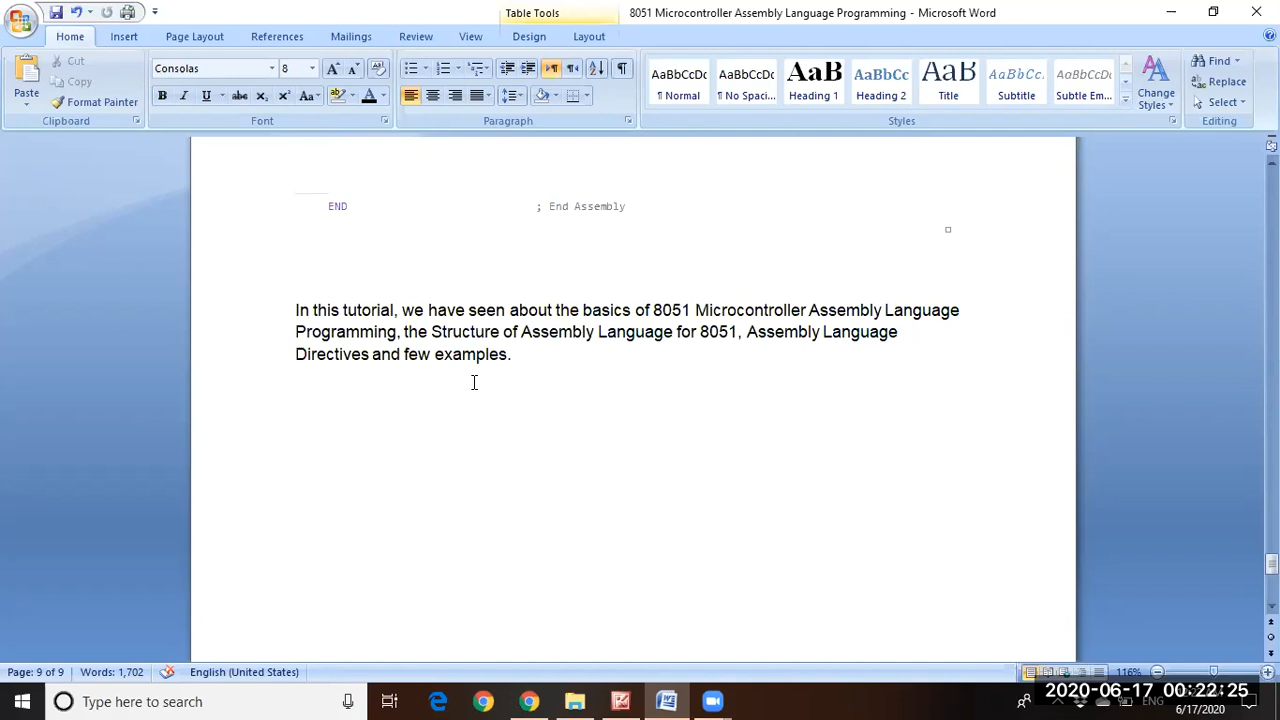 Table Tools
8051 Microcontroller Assembly Language Programming - Microsoft Word
Home Insert Page Layout References Mailings Review View Design Layout
Paste
Cut
Copy
Format Painter
Clipboard
Consolas 8
Font
Paragraph
AaBbCcDc AaBbCcDc AaB AaBbCc AaB AaBbCc AaBbCcDc
¶ Normal ¶ No Spaci... Heading 1 Heading 2 Title Subtitle Subtle Em...
Change
Styles
Styles
Find
Replace
Select
Editing
END ; End Assembly
In this tutorial, we have seen about the basics of 8051 Microcontroller Assembly Language
Programming, the Structure of Assembly Language for 8051, Assembly Language
Directives and few examples.
Page: 9 of 9 Words: 1,702 English (United States) 116%
Type here to search
ENG
2020-06-17 00:22:25
6/17/2020